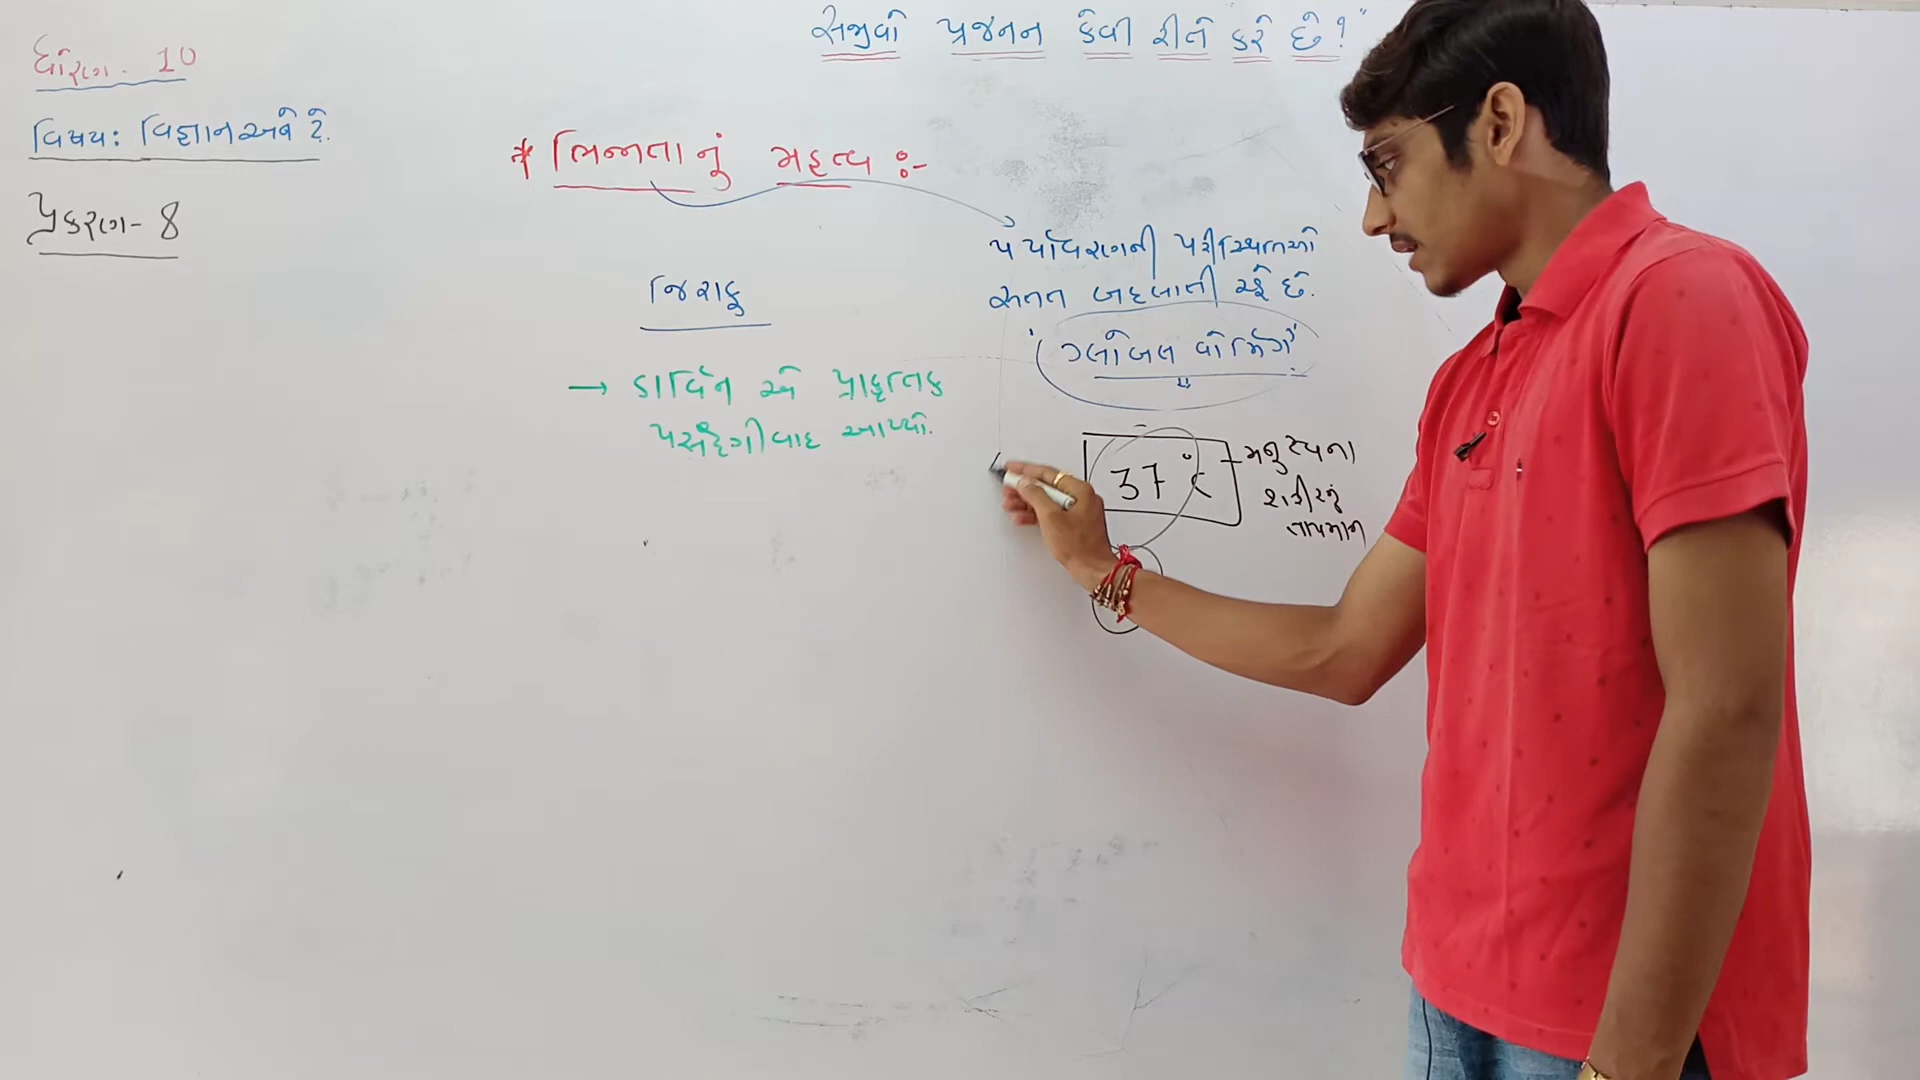 સજીવો પ્રજનન કેવી રીતે કરે છે?"
ધોરણ. 10
વિષય: વિજ્ઞાન અને ટે.
પ્રકરણ- 8
* ભિન્નતાનું મહત્વ :-
પર્યાવરણની પરીસ્થિતિઓ
સતત બદલાતી રહે છે.
'ગ્લોબલ વોર્મિંગ'
જિરાફ
→ ડાર્વિન એ પ્રાકૃતિક
પસંદગીવાદ આપ્યો.
37°C
મનુષ્યના
શરીરનું
તાપમાન